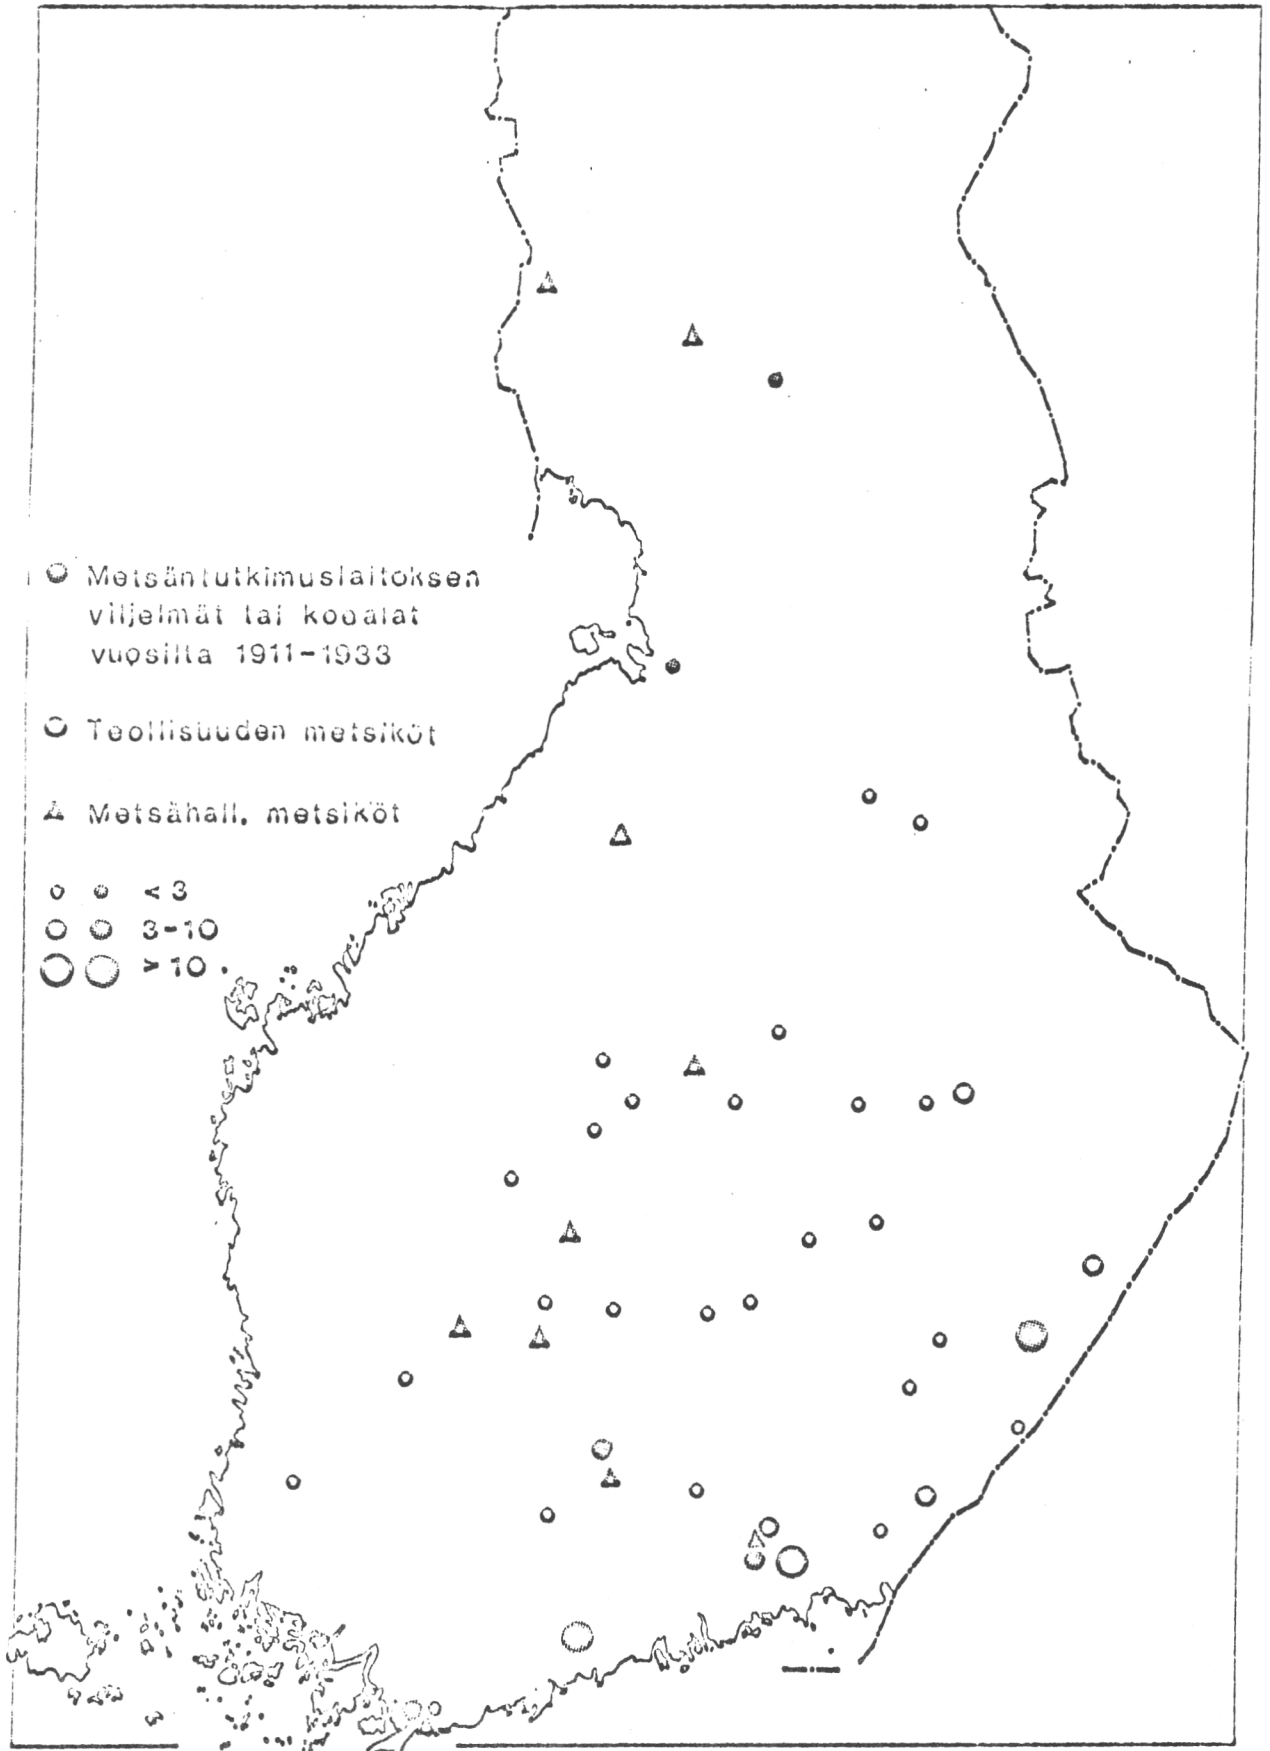 Metsäntutkimuslaitoksen
viljelmät tai koealat
vuosilta 1911-1933
Teollisuuden metsiköt
Metsähall. metsiköt
< 3
3-10
> 10